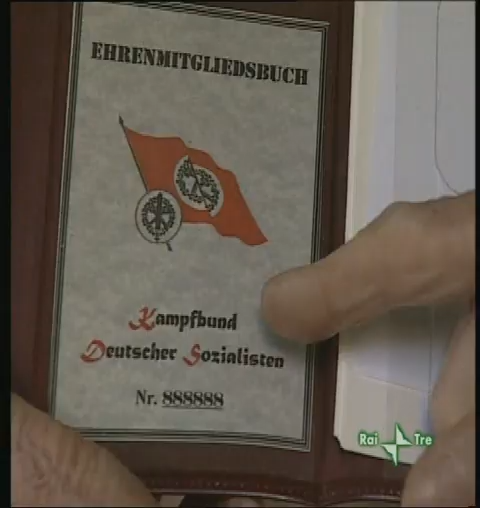 EHRENMITGLIEDSBUCH
Kampfbund
Deutscher Sozialisten
Nr. 888888
Rai Tre